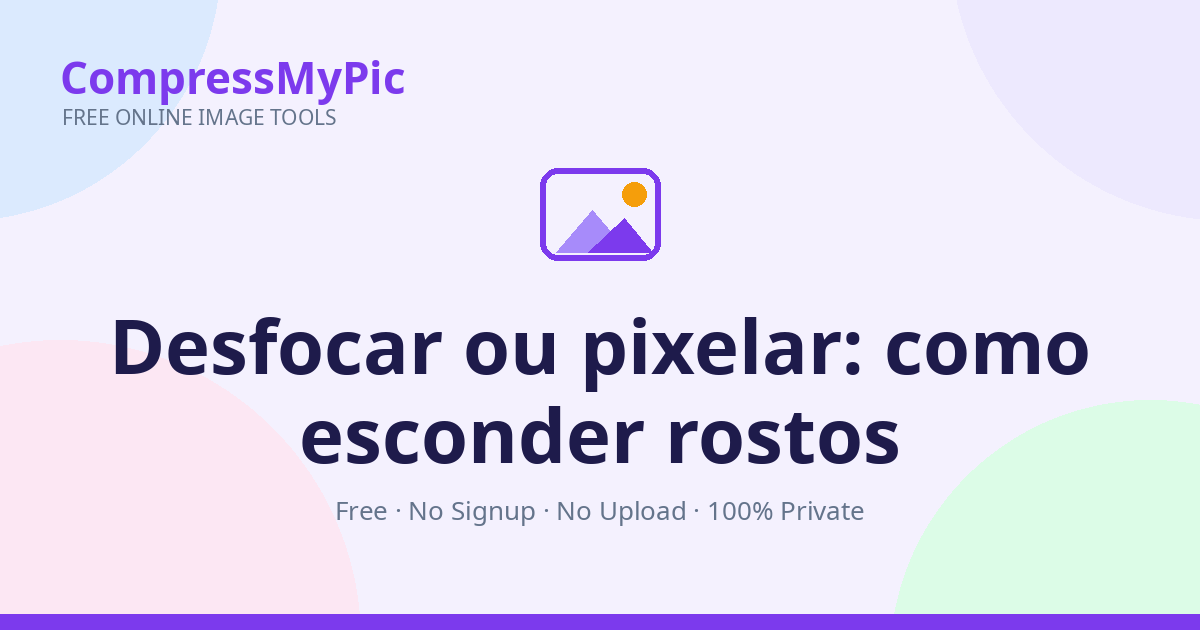 CompressMyPic
FREE ONLINE IMAGE TOOLS
Desfocar ou pixelar: como
esconder rostos
Free · No Signup · No Upload · 100% Private